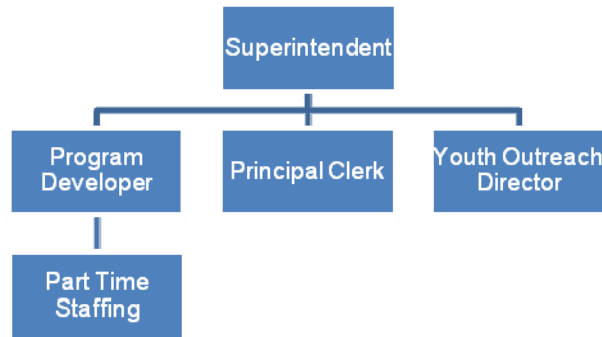 Superintendent
Program
Developer
Principal Clerk
Youth Outreach
Director
Part Time
Staffing